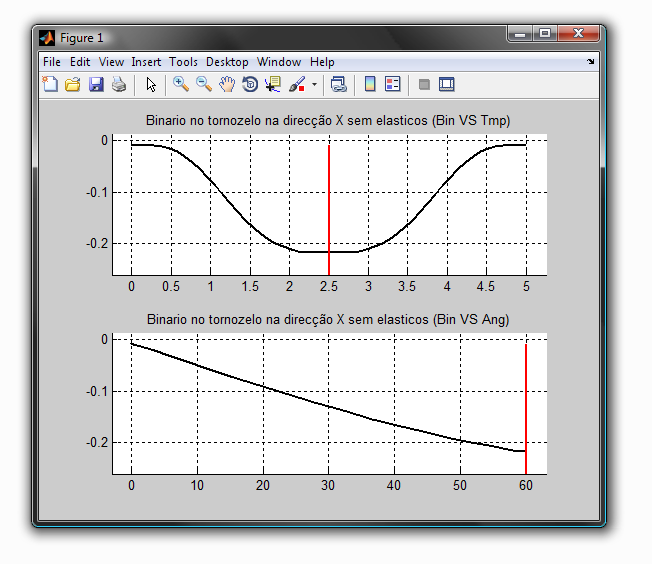 Figure 1
File Edit View Insert Tools Desktop Window Help
Binario no tornozelo na direcção X sem elasticos (Bin VS Tmp)
0
-0.1
-0.2
0 0.5 1 1.5 2 2.5 3 3.5 4 4.5 5
Binario no tornozelo na direcção X sem elasticos (Bin VS Ang)
0
-0.1
-0.2
0 10 20 30 40 50 60